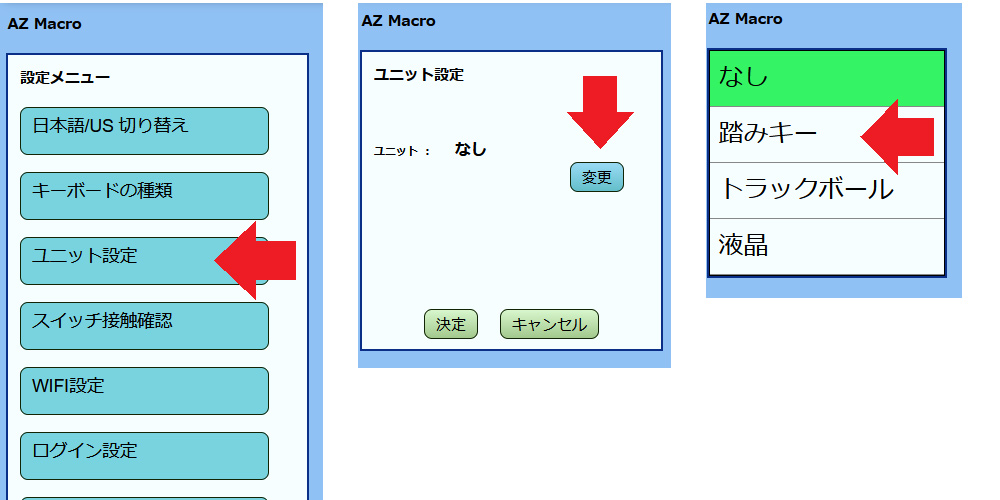 AZ Macro
設定メニュー
日本語/US 切り替え
キーボードの種類
ユニット設定
スイッチ接触確認
WIFI設定
ログイン設定
AZ Macro
ユニット設定
ユニット : なし
変更
決定 キャンセル
AZ Macro
なし
踏みキー
トラックボール
液晶